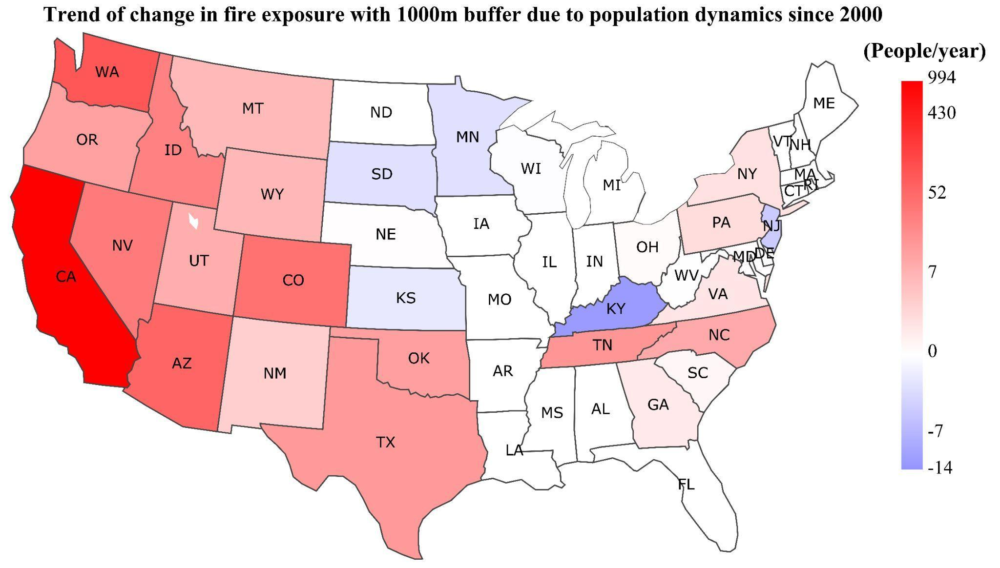 Trend of change in fire exposure with 1000m buffer due to population dynamics since 2000
(People/year)
994
430
52
7
0
-7
-14
WA
OR
ID
MT
ND
MN
SD
WY
WI
MI
ME
VT
NH
NY
MA
RI
CT
CA
NV
UT
CO
NE
IA
IL
IN
OH
PA
NJ
MD
DE
WV
VA
KS
MO
KY
AZ
NM
OK
AR
TN
NC
SC
TX
LA
MS
AL
GA
FL